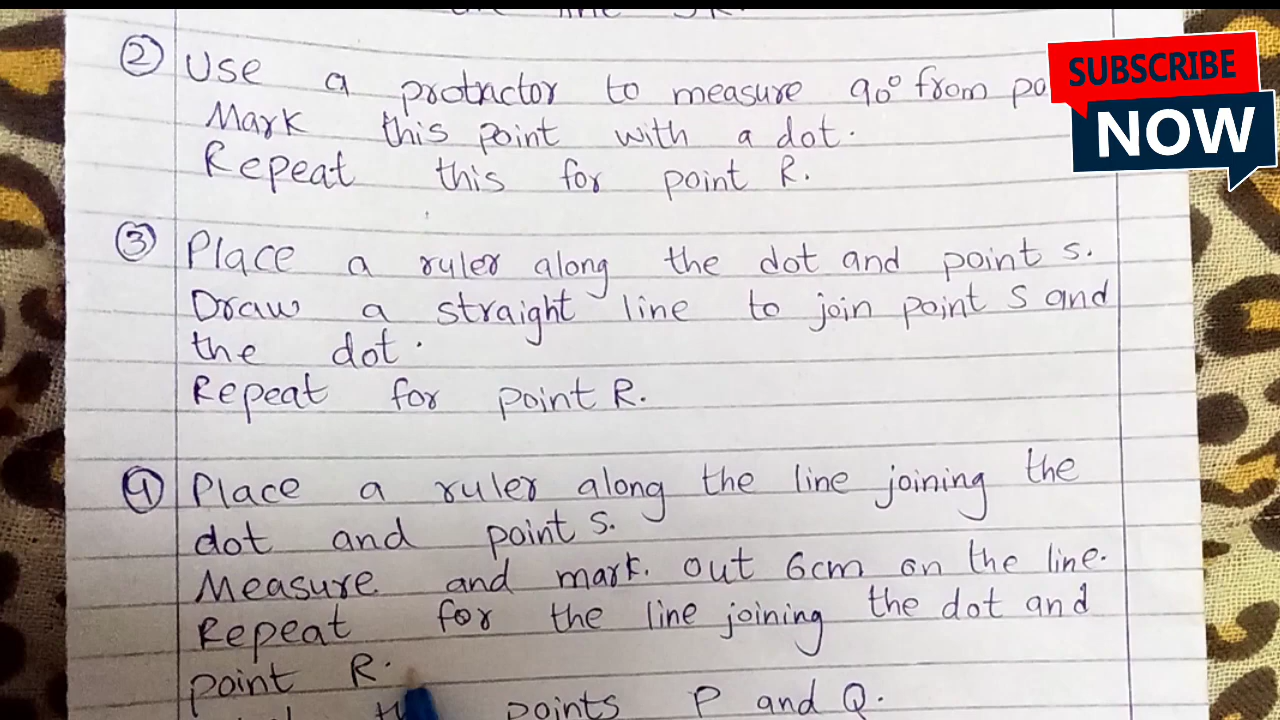 line SR.
② Use a protractor to measure 90° from po
Mark this point with a dot.
Repeat this for point R.
③ Place a ruler along the dot and point S.
Draw a straight line to join point S and
the dot.
Repeat for point R.
④ Place a ruler along the line joining the
dot and point S.
Measure and mark. out 6cm on the line.
Repeat for the line joining the dot and
point R.
points P and Q.
SUBSCRIBE
NOW